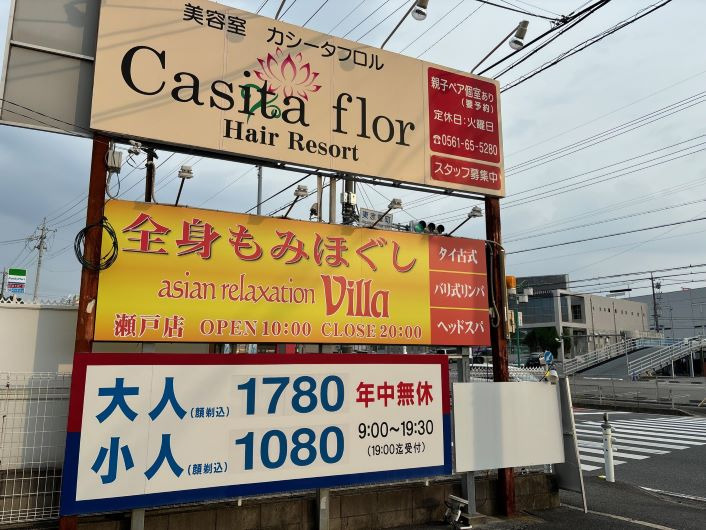 美容室 カシータフロル
Casita flor
Hair Resort
親子ペア個室あり
(要予約)
定休日:火曜日
☎0561-65-5280
スタッフ募集中
全身もみほぐし
asian relaxation Villa
瀬戸店 OPEN 10:00 CLOSE 20:00
タイ古式
バリ式リンパ
ヘッドスパ
大人(顔剃込) 1780
小人(顔剃込) 1080
年中無休
9:00〜19:30
(19:00迄受付)